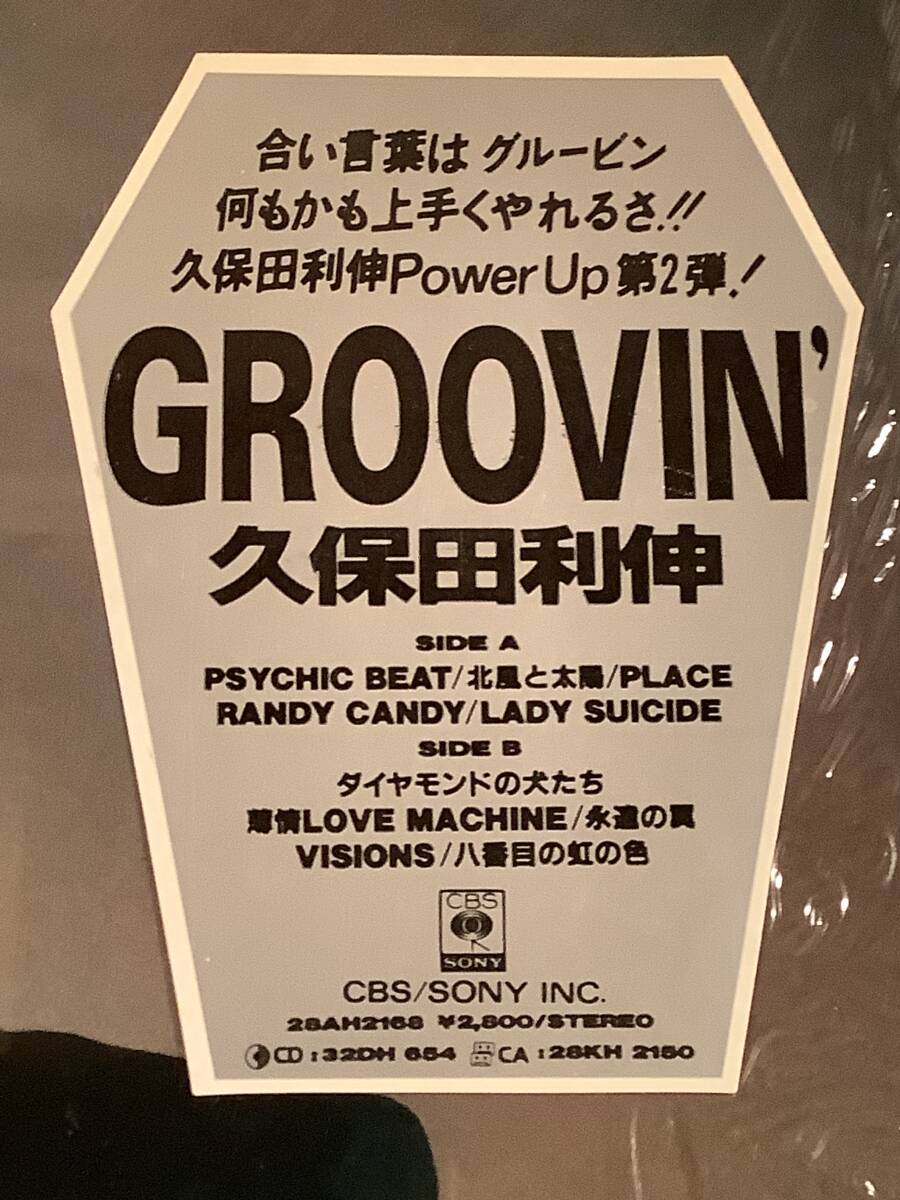 合い言葉は グルービン
何もかも上手くやれるさ!!
久保田利伸Power Up 第2弾!
GROOVIN'
久保田利伸
SIDE A
PSYCHIC BEAT/北風と太陽/PLACE
RANDY CANDY/LADY SUICIDE
SIDE B
ダイヤモンドの犬たち
薄情LOVE MACHINE/永遠の翼
VISIONS/八番目の虹の色
CBS
SONY
CBS/SONY INC.
28AH2168 ¥2,800/STEREO
CD:32DH 654 CA:28KH 2150